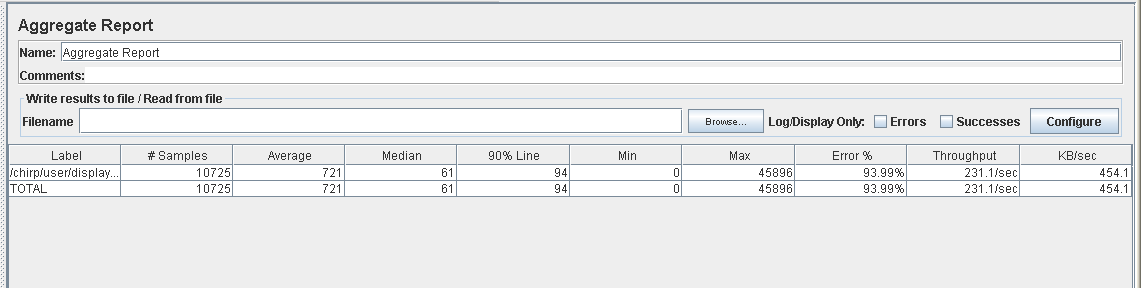 Aggregate Report
Name: Aggregate Report
Comments:
Write results to file / Read from file
Filename Browse... Log/Display Only: Errors Successes Configure
Label # Samples Average Median 90% Line Min Max Error % Throughput KB/sec
/chirp/user/display... 10725 721 61 94 0 45896 93.99% 231.1/sec 454.1
TOTAL 10725 721 61 94 0 45896 93.99% 231.1/sec 454.1